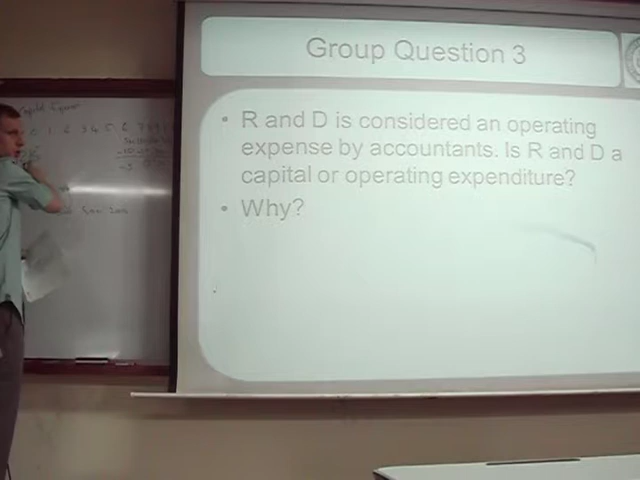 Group Question 3
• R and D is considered an operating
expense by accountants. Is R and D a
capital or operating expenditure?
• Why?